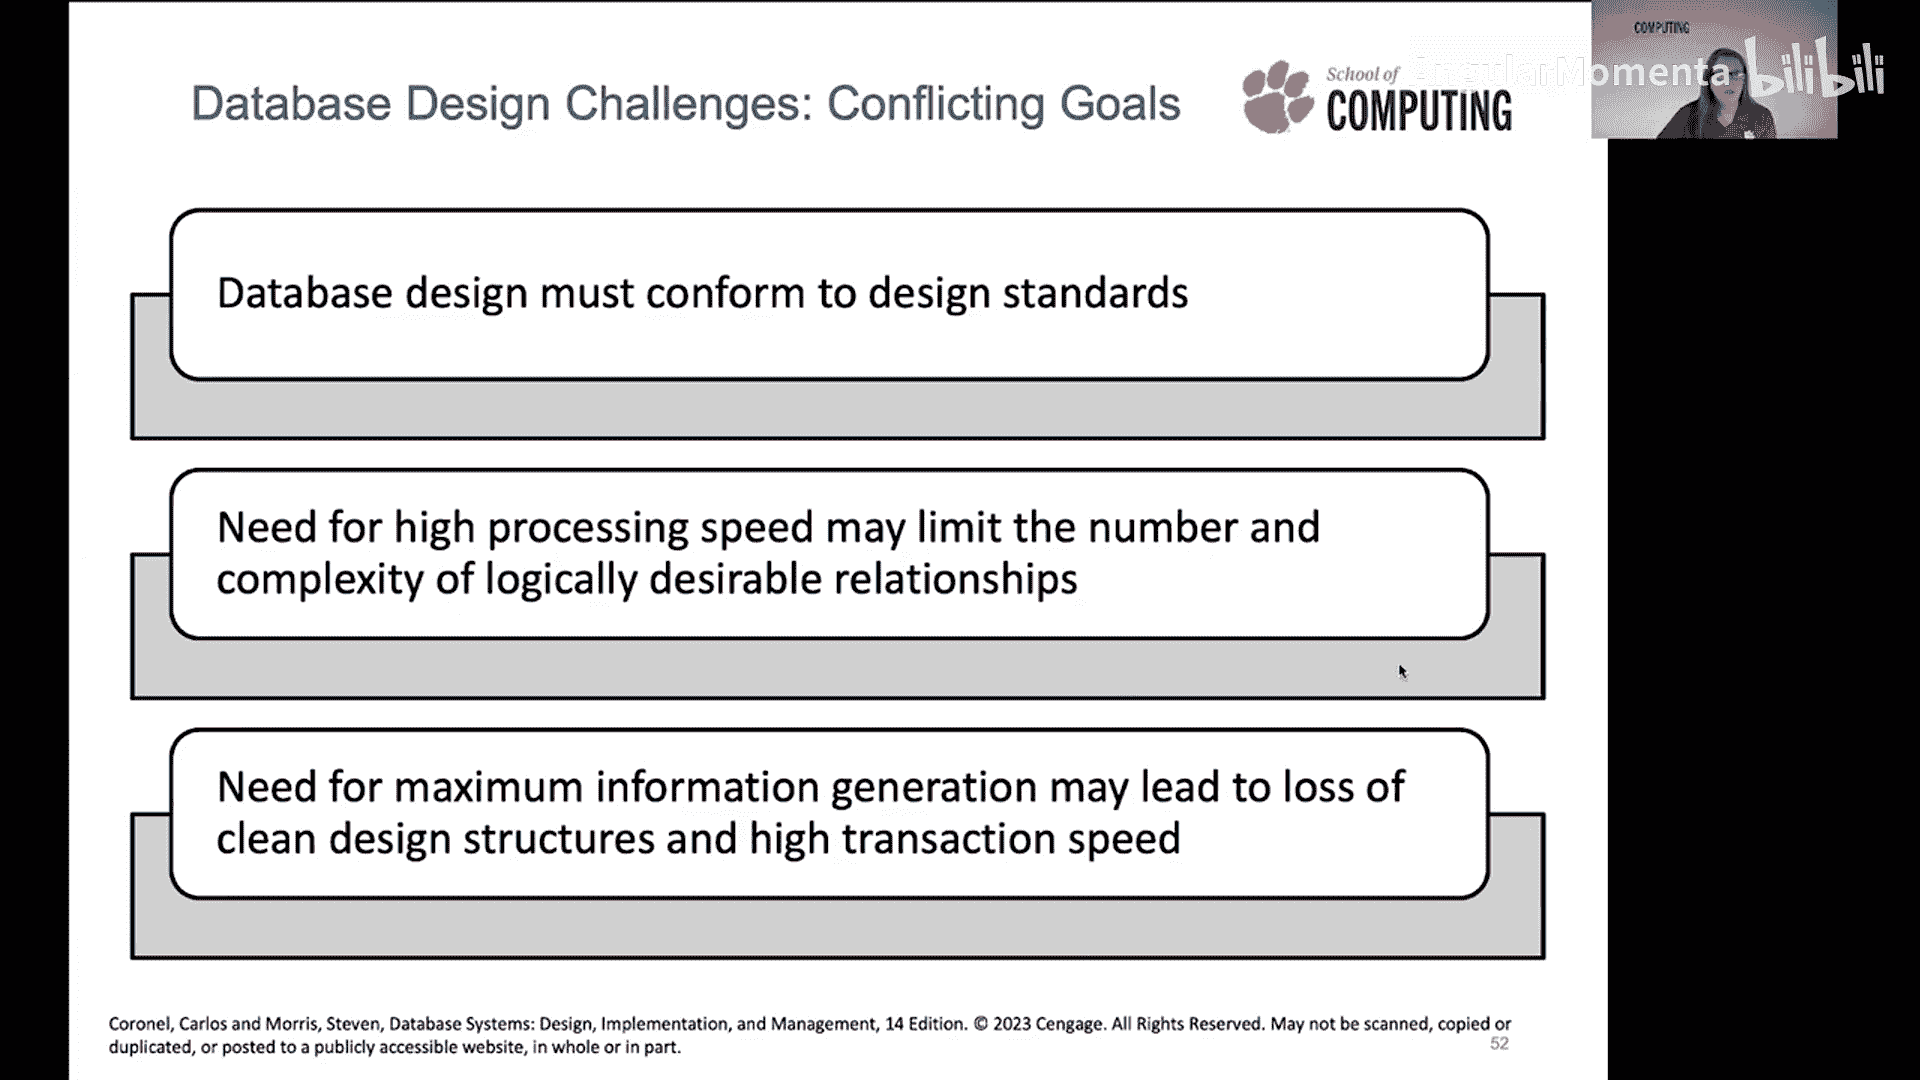 Database Design Challenges: Conflicting Goals
School of
COMPUTING
COMPUTING
Momenta
bilibili
Database design must conform to design standards
Need for high processing speed may limit the number and
complexity of logically desirable relationships
Need for maximum information generation may lead to loss of
clean design structures and high transaction speed
Coronel, Carlos and Morris, Steven, Database Systems: Design, Implementation, and Management, 14 Edition. © 2023 Cengage. All Rights Reserved. May not be scanned, copied or
duplicated, or posted to a publicly accessible website, in whole or in part.
52